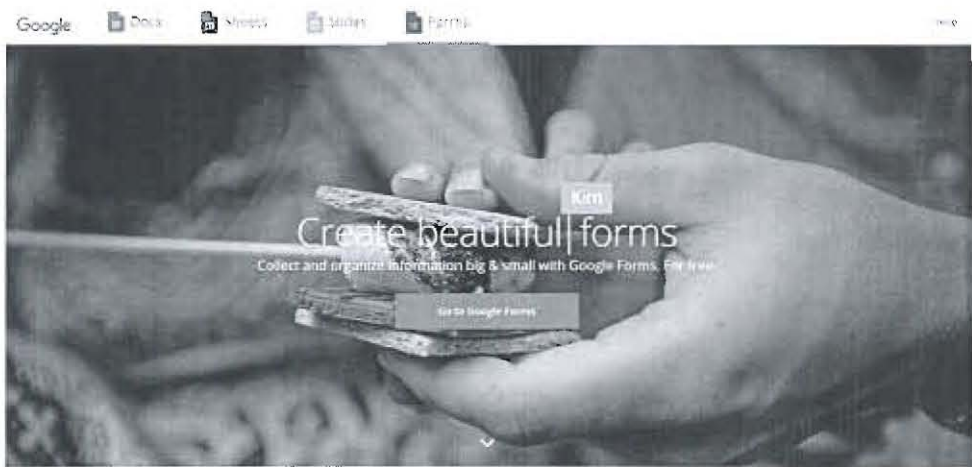 Google Docs Sheets Slides Forms
Kim
Create beautiful forms
Collect and organize information big & small with Google Forms. For free.
Go to Google Forms